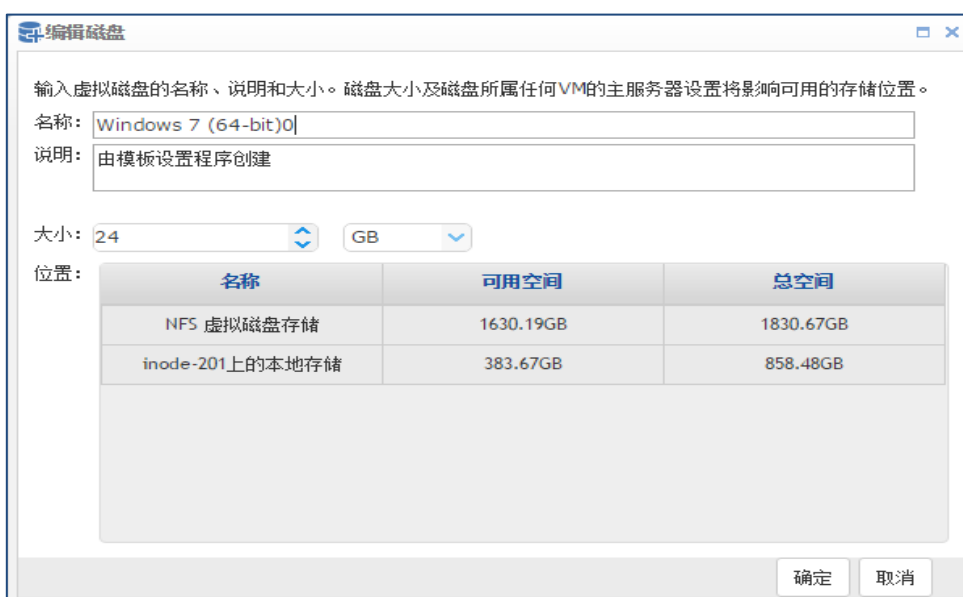 编辑磁盘
输入虚拟磁盘的名称、说明和大小。磁盘大小及磁盘所属任何VM的主服务器设置将影响可用的存储位置。
名称: Windows 7 (64-bit)0
说明: 由模板设置程序创建
大小: 24 GB
位置: 名称 可用空间 总空间
NFS 虚拟磁盘存储 1630.19GB 1830.67GB
inode-201上的本地存储 383.67GB 858.48GB
确定 取消